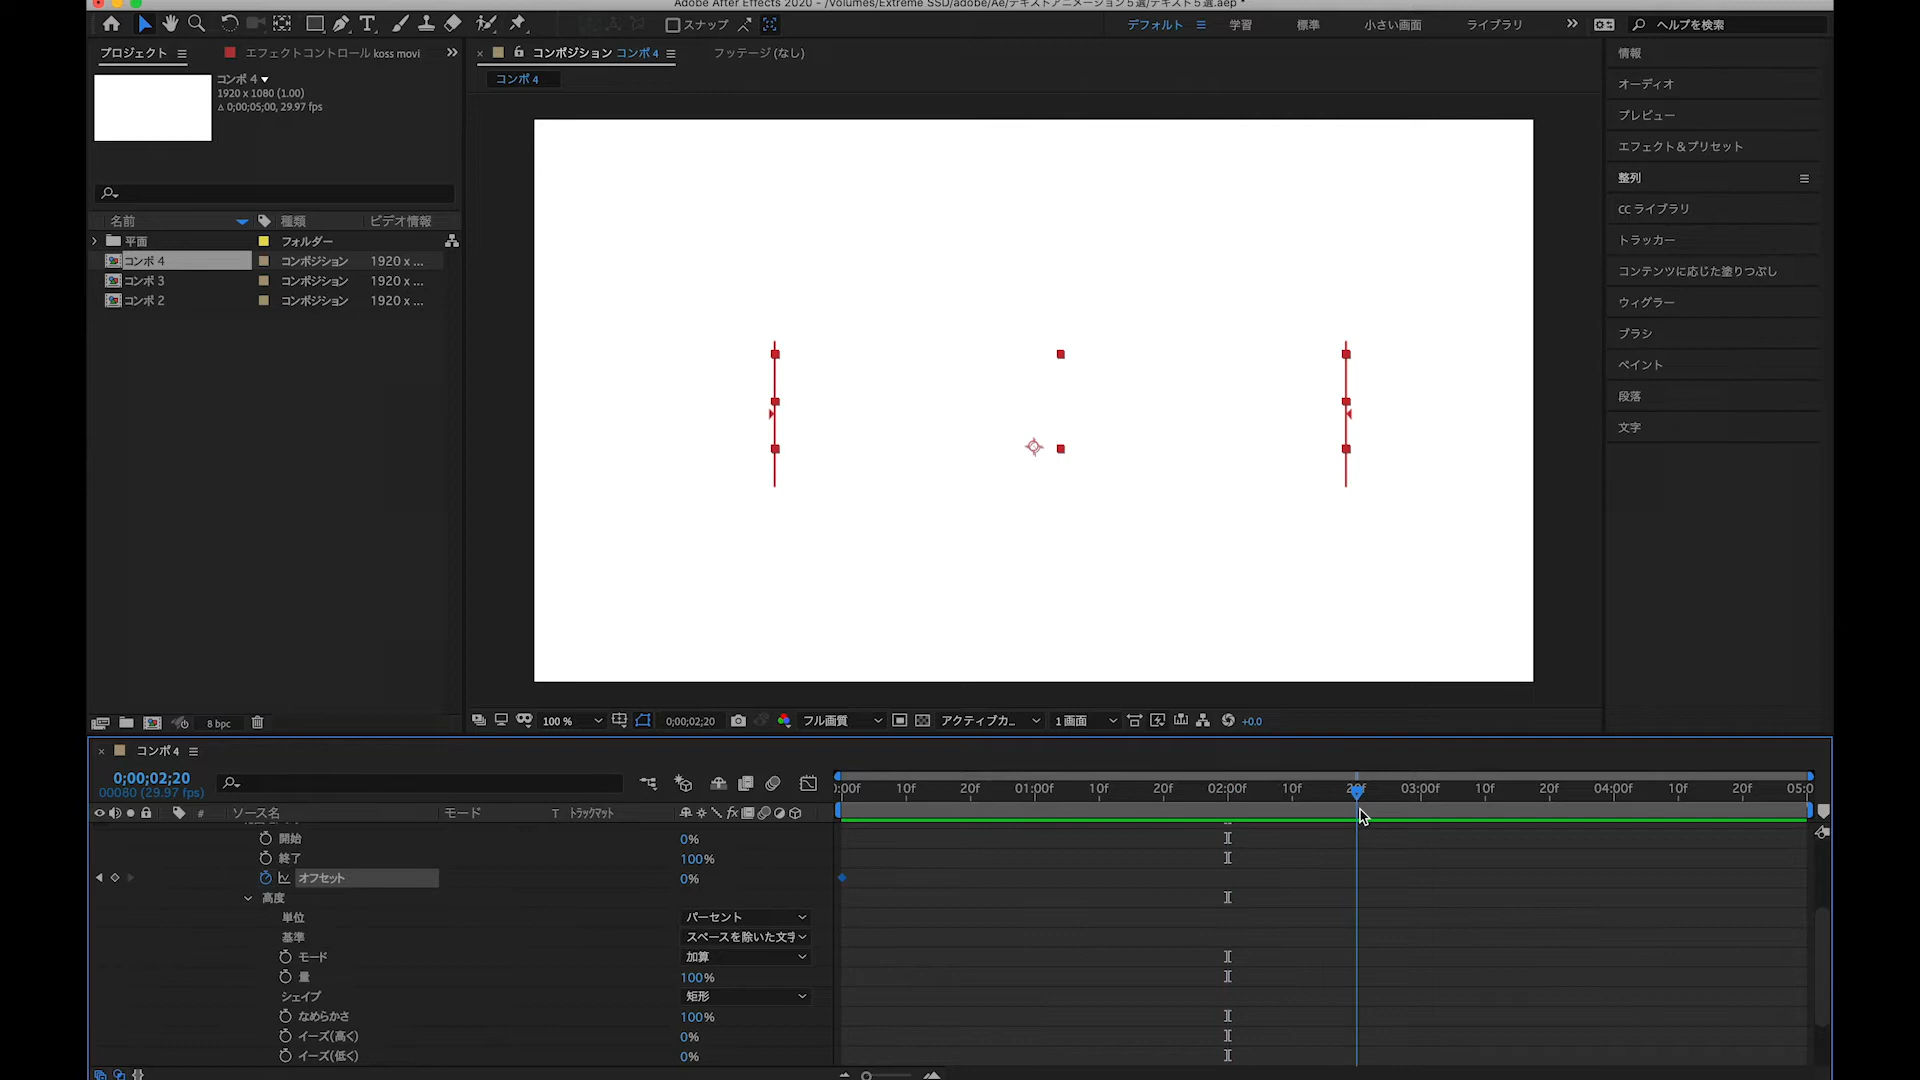 Adobe After Effects 2020 - /Volumes/Extreme SSD/adobe/Ae/テキストアニメーション５選/テキスト５選.aep *
スナップ
デフォルト
学習
標準
小さい画面
ライブラリ
ヘルプを検索
プロジェクト
エフェクトコントロール koss movi
コンポジション コンポ 4
フッテージ (なし)
情報
コンポ 4
コンポ 4
1920 x 1080 (1.00)
Δ 0;00;05;00, 29.97 fps
オーディオ
プレビュー
エフェクト＆プリセット
整列
CC ライブラリ
トラッカー
コンテンツに応じた塗りつぶし
ウィグラー
ブラシ
ペイント
段落
文字
名前
種類
ビデオ情報
平面
フォルダー
コンポ 4
コンポジション
1920 x ...
コンポ 3
コンポジション
1920 x ...
コンポ 2
コンポジション
1920 x ...
8 bpc
100 %
0;00;02;20
フル画質
アクティブカ...
1 画面
+0.0
コンポ 4
0;00;02;20
00080 (29.97 fps)
:00f
10f
20f
01:00f
10f
20f
02:00f
10f
20f
03:00f
10f
20f
04:00f
10f
20f
05:0
#
ソース名
モード
T トラックマット
fx
開始
0%
終了
100%
オフセット
0%
高度
単位
パーセント
基準
スペースを除いた文字
モード
加算
量
100%
シェイプ
矩形
なめらかさ
100%
イーズ(高く)
0%
イーズ(低く)
0%